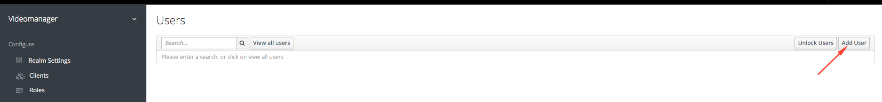 Videomanager
Users
Configure
Search...
View all users
Unlock Users
Add User
Realm Settings
Please enter a search, or click on view all users
Clients
Roles